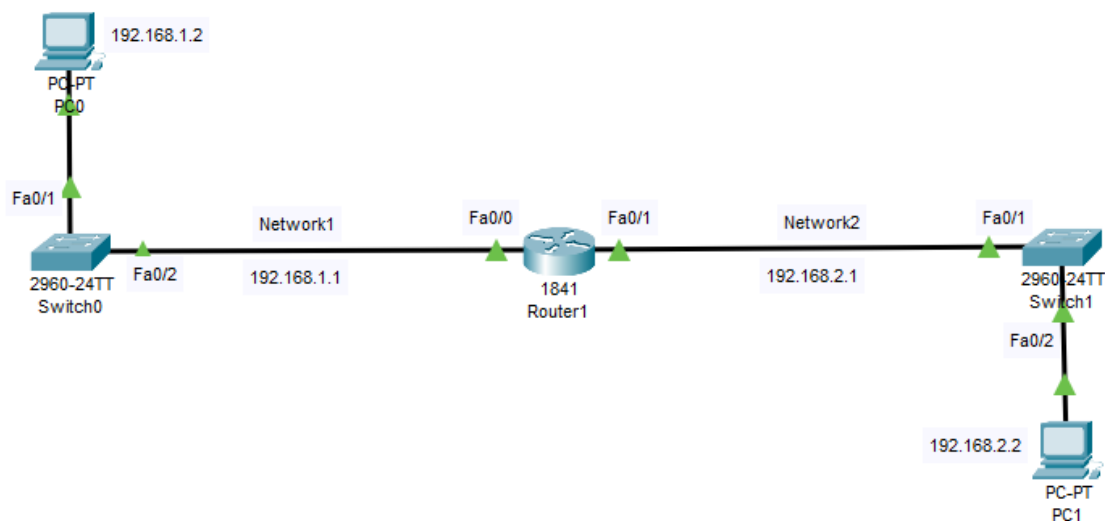 192.168.1.2
PC-PT
PC0
Fa0/1
Network1
Fa0/0
Fa0/1
Network2
Fa0/1
Fa0/2
192.168.1.1
192.168.2.1
2960-24TT
Switch0
1841
Router1
2960-24TT
Switch1
Fa0/2
192.168.2.2
PC-PT
PC1